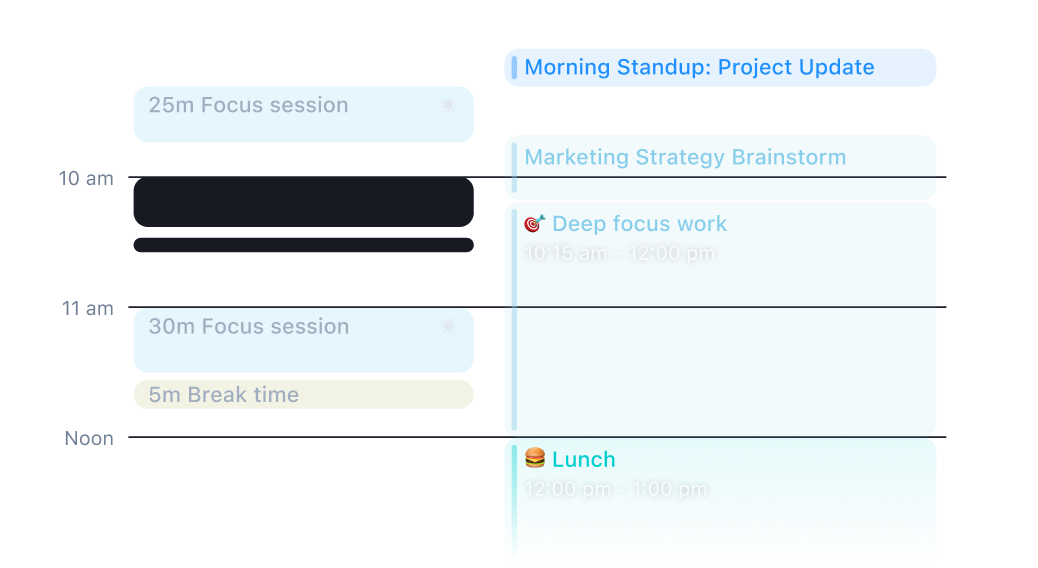 Morning Standup: Project Update
25m Focus session
Marketing Strategy Brainstorm
10 am
🎯 Deep focus work
10:15 am - 12:00 pm
11 am
30m Focus session
5m Break time
Noon
🍔 Lunch
12:00 pm - 1:00 pm